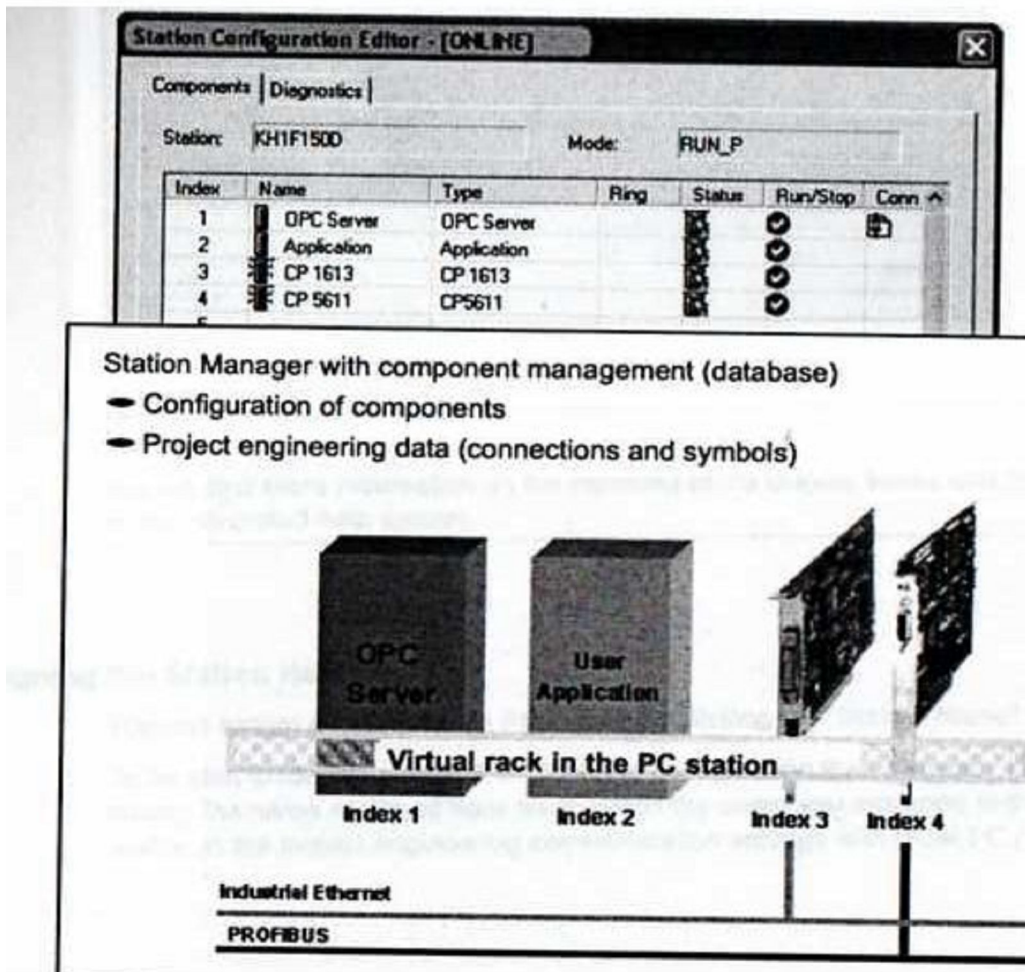 Station Configuration Editor - [ONLINE]
Components | Diagnostics |
Station: KH1F150D Mode: RUN_P
Index Name Type Ring Status Run/Stop Conn
1 OPC Server OPC Server
2 Application Application
3 CP 1613 CP 1613
4 CP 5611 CP5611
5
Station Manager with component management (database)
Configuration of components
Project engineering data (connections and symbols)
OPC Server
User Application
Virtual rack in the PC station
Index 1 Index 2 Index 3 Index 4
Industrial Ethernet
PROFIBUS